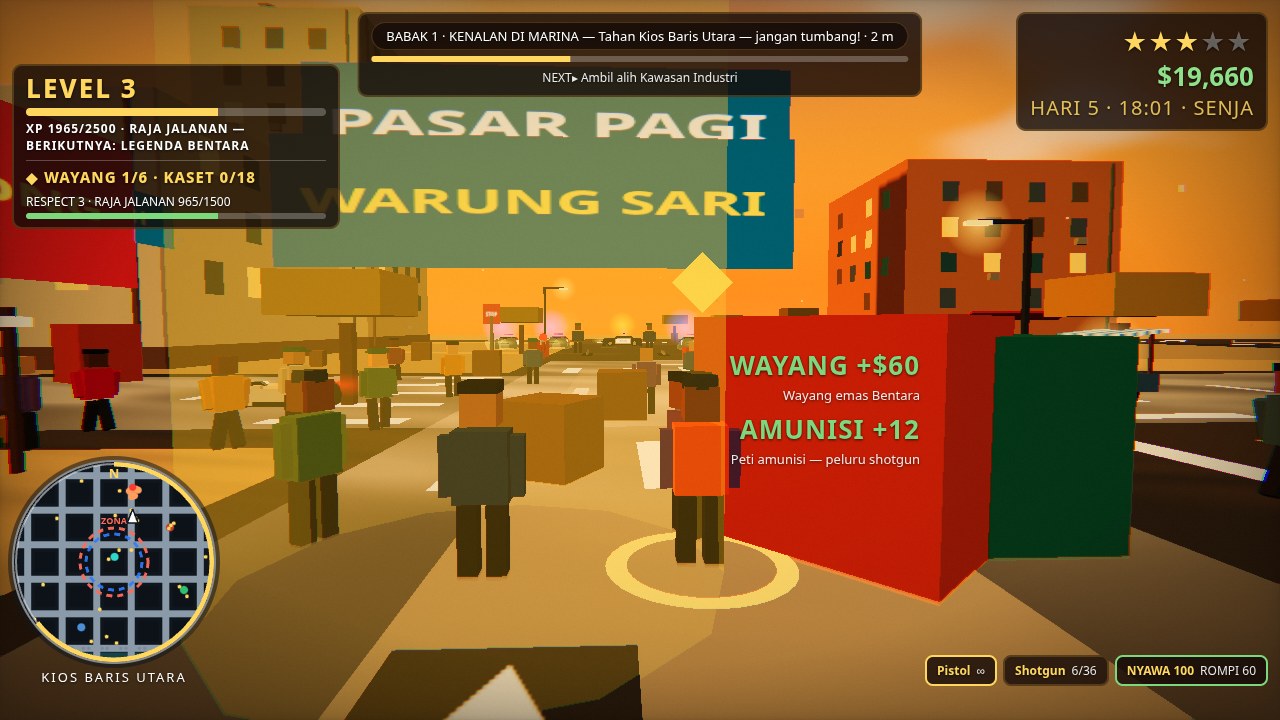 LEVEL 3
XP 1965/2500 · RAJA JALANAN —
BERIKUTNYA: LEGENDA BENTARA
◆ WAYANG 1/6 · KASET 0/18
RESPECT 3 · RAJA JALANAN 965/1500
BABAK 1 · KENALAN DI MARINA — Tahan Kios Baris Utara — jangan tumbang! · 2 m
NEXT▸ Ambil alih Kawasan Industri
★★★★★
$19,660
HARI 5 · 18:01 · SENJA
PASAR PAGI
WARUNG SARI
WAYANG +$60
Wayang emas Bentara
AMUNISI +12
Peti amunisi — peluru shotgun
N
ZONA
KIOS BARIS UTARA
Pistol ∞
Shotgun 6/36
NYAWA 100 ROMPI 60